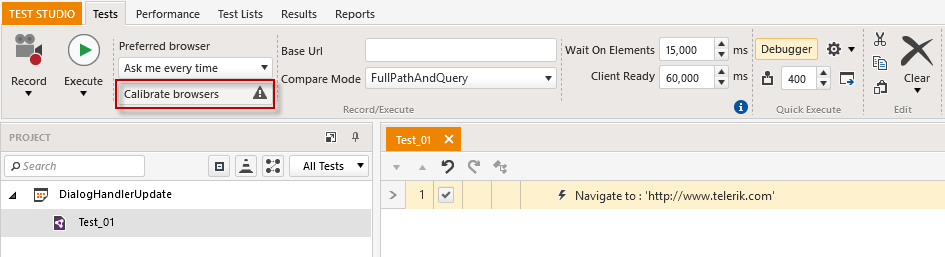 TEST STUDIO Tests Performance Test Lists Results Reports
Record
Execute
Preferred browser
Ask me every time
Calibrate browsers
Base Url
Compare Mode FullPathAndQuery
Record/Execute
Wait On Elements 15,000 ms
Client Ready 60,000 ms
Debugger
400
Quick Execute
Clear
Edit
PROJECT
Search
All Tests
DialogHandlerUpdate
Test_01
Test_01
1 Navigate to : 'http://www.telerik.com'